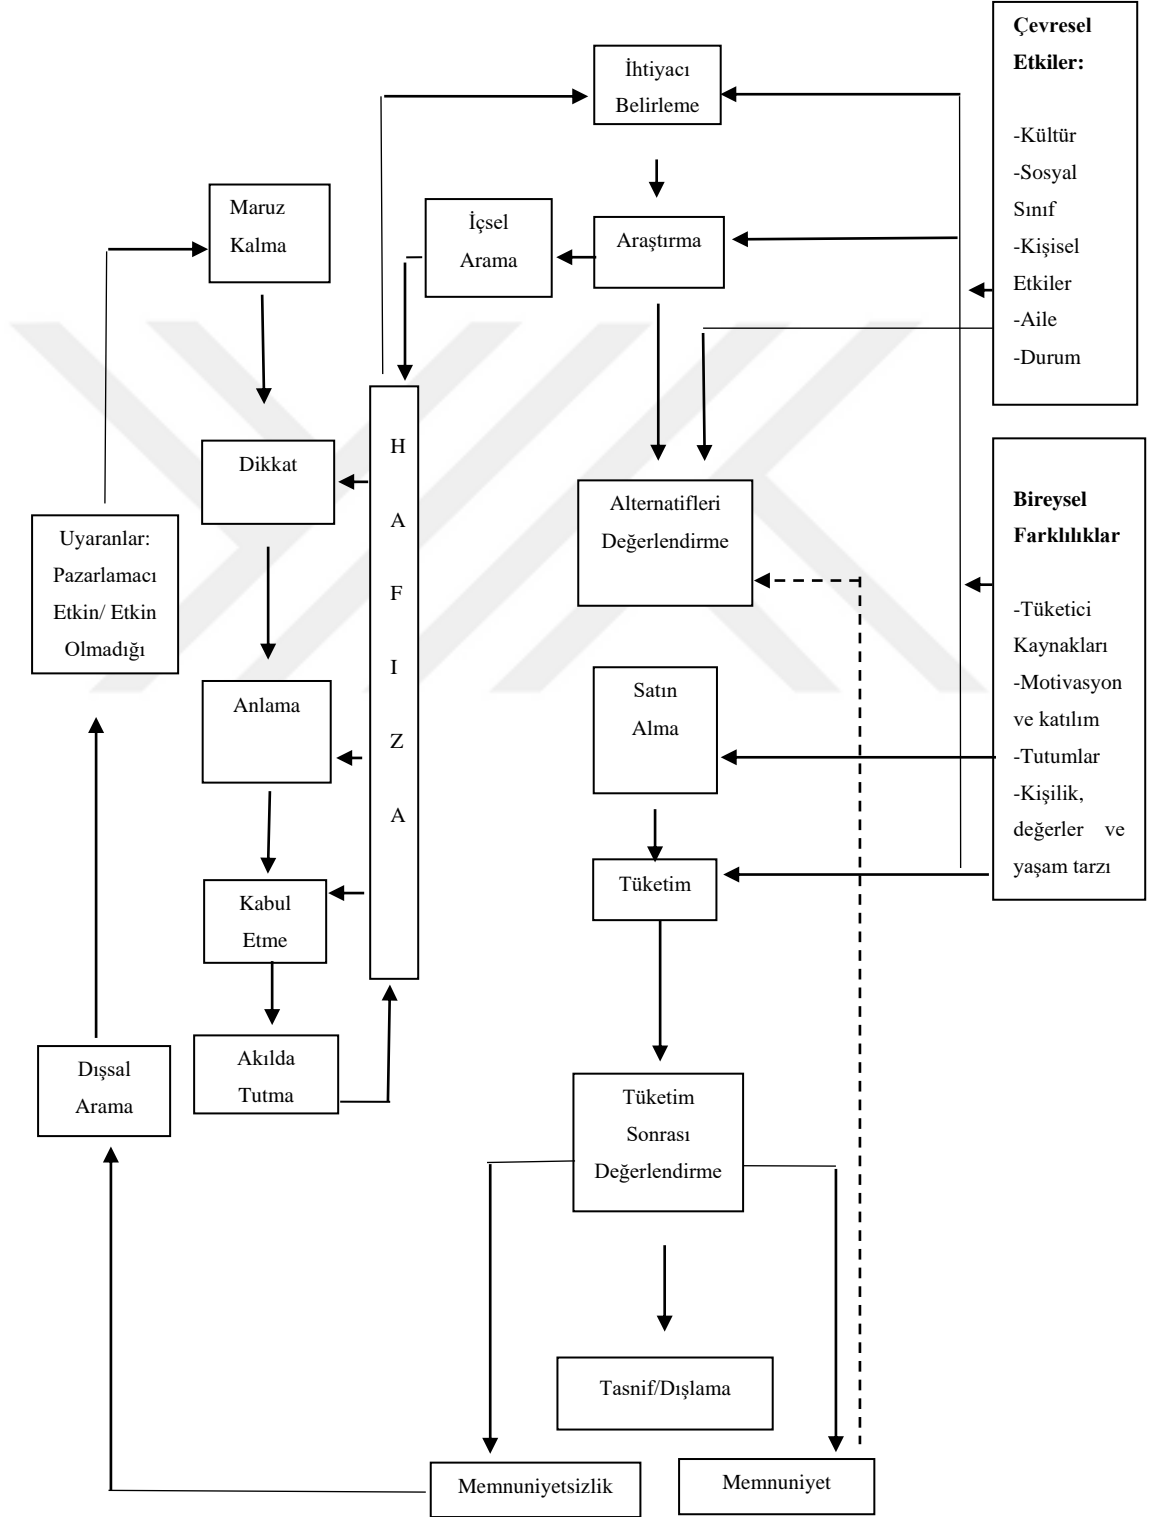 Çevresel
Etkiler:
-Kültür
-Sosyal
Sınıf
-Kişisel
Etkiler
-Aile
-Durum
İhtiyacı
Belirleme
Maruz
Kalma
İçsel
Arama
Araştırma
H
A
F
I
Z
A
Dikkat
Uyaranlar:
Pazarlamacı
Etkin/ Etkin
Olmadığı
Alternatifleri
Değerlendirme
Bireysel
Farklılıklar
-Tüketici
Kaynakları
-Motivasyon
ve katılım
-Tutumlar
-Kişilik,
değerler ve
yaşam tarzı
Anlama
Satın
Alma
Tüketim
Kabul
Etme
Akılda
Tutma
Dışsal
Arama
Tüketim
Sonrası
Değerlendirme
Tasnif/Dışlama
Memnuniyetsizlik
Memnuniyet